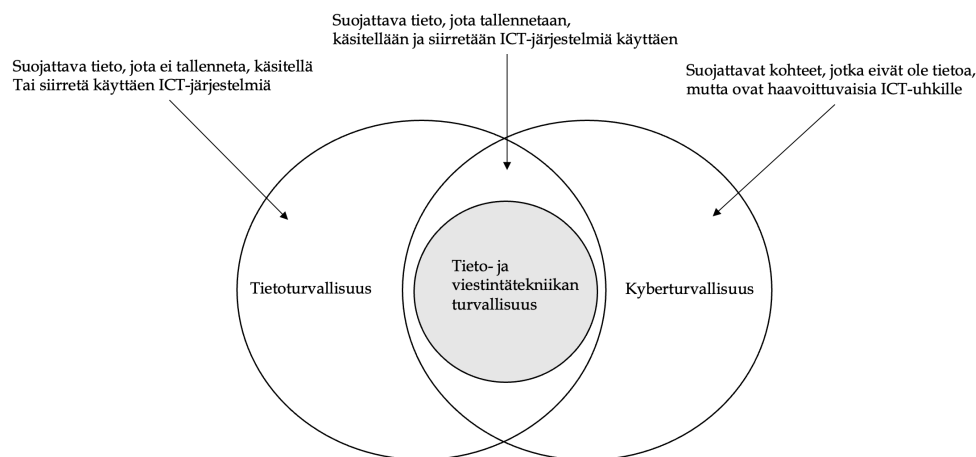 Suojattava tieto, jota tallennetaan,
käsitellään ja siirretään ICT-järjestelmiä käyttäen
Suojattava tieto, jota ei tallenneta, käsitellä
Tai siirretä käyttäen ICT-järjestelmiä
Suojattavat kohteet, jotka eivät ole tietoa,
mutta ovat haavoittuvaisia ICT-uhkille
Tietoturvallisuus
Tieto- ja
viestintätekniikan
turvallisuus
Kyberturvallisuus